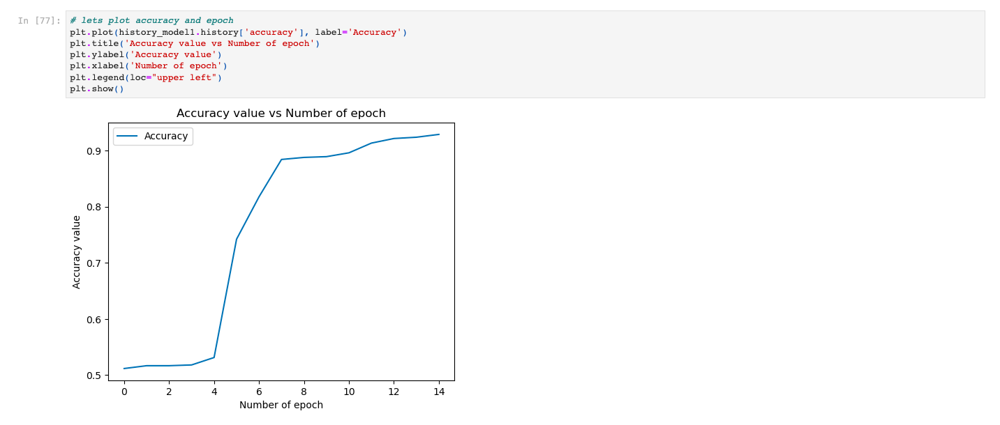 In [77]: # lets plot accuracy and epoch
plt.plot(history_model1.history['accuracy'], label='Accuracy')
plt.title('Accuracy value vs Number of epoch')
plt.ylabel('Accuracy value')
plt.xlabel('Number of epoch')
plt.legend(loc="upper left")
plt.show()
Accuracy value vs Number of epoch
Accuracy
0.9
0.8
0.7
0.6
0.5
Accuracy value
0 2 4 6 8 10 12 14
Number of epoch